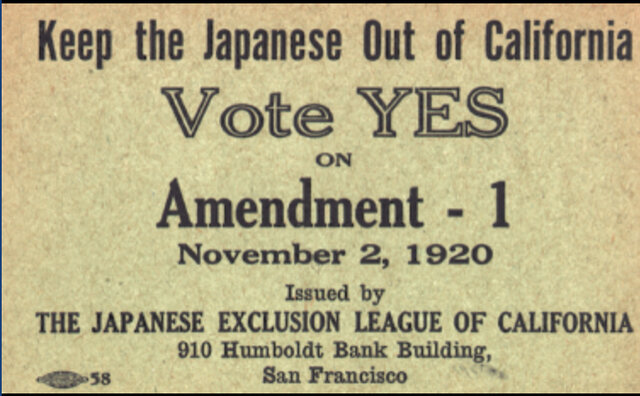 Keep the Japanese Out of California
Vote YES
ON
Amendment - 1
November 2, 1920
Issued by
THE JAPANESE EXCLUSION LEAGUE OF CALIFORNIA
910 Humboldt Bank Building,
San Francisco
58